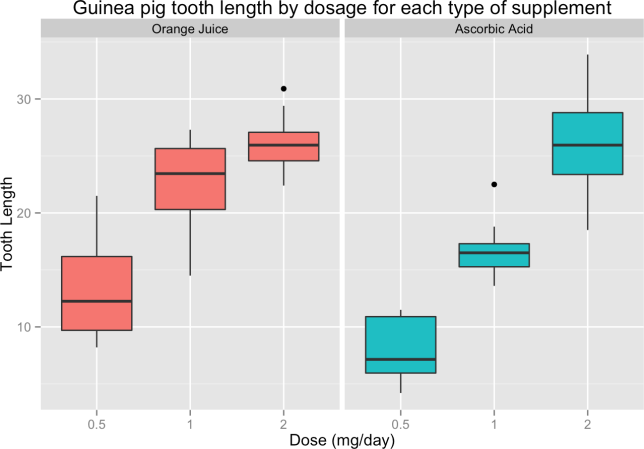 Guinea pig tooth length by dosage for each type of supplement
Orange Juice
Ascorbic Acid
Tooth Length
30
20
10
0.5 1 2
0.5 1 2
Dose (mg/day)